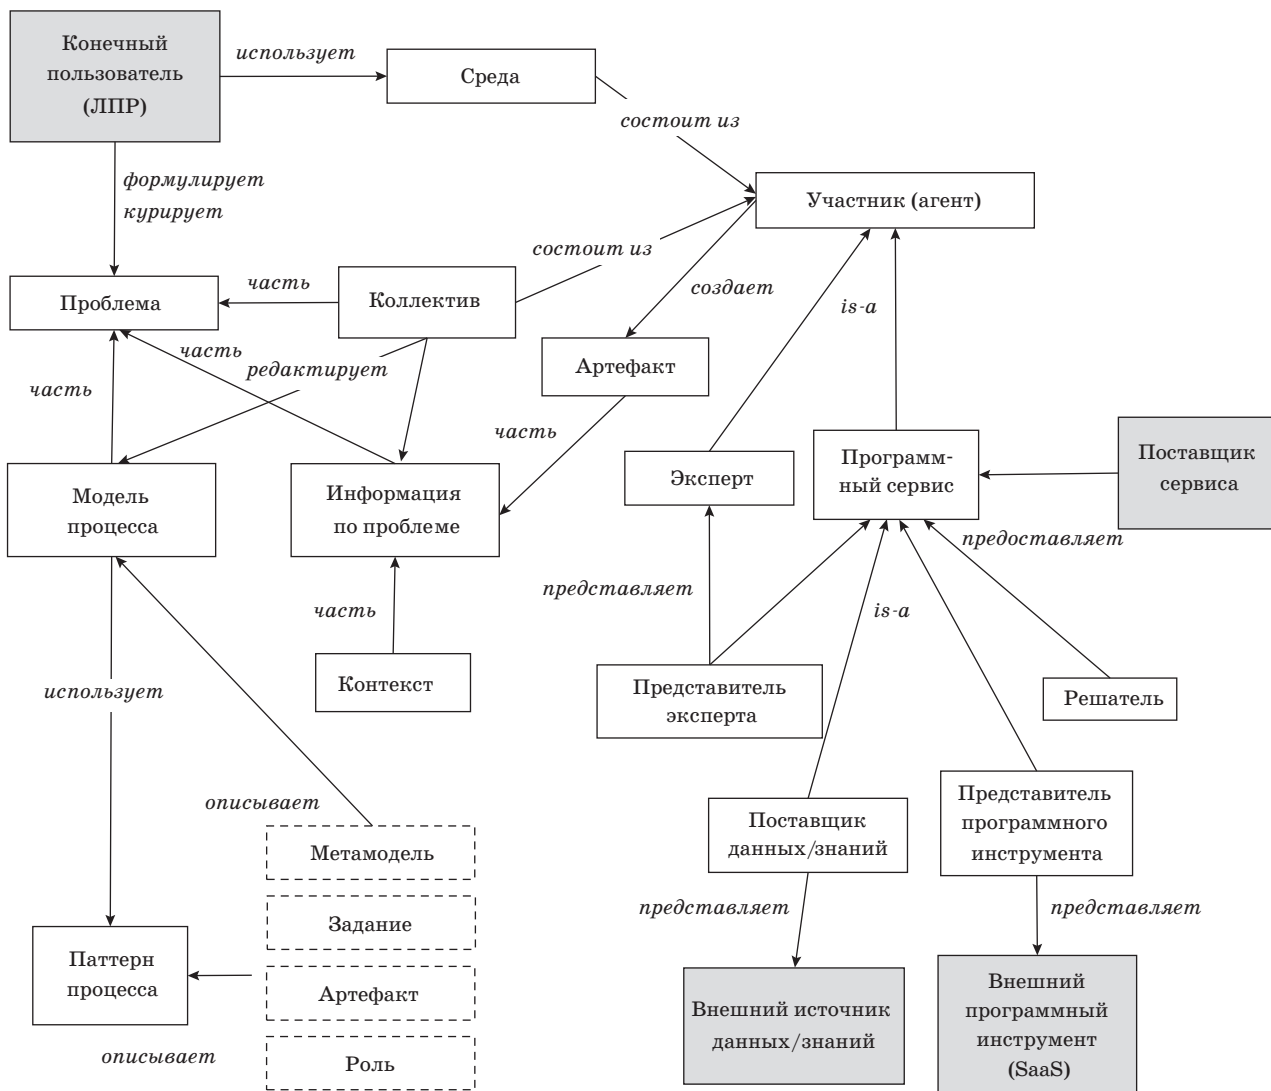 Конечный
пользователь
(ЛПР)
использует
Среда
состоит из
формулирует
курирует
Участник (агент)
состоит из
Проблема
часть
Коллектив
создает
is-a
часть
редактирует
часть
Артефакт
часть
Модель
процесса
Информация
по проблеме
Эксперт
Программ-
ный сервис
Поставщик
сервиса
предоставляет
представляет
часть
is-a
Контекст
использует
Представитель
эксперта
Решатель
описывает
Метамодель
Поставщик
данных/знаний
Представитель
программного
инструмента
Задание
представляет
представляет
Паттерн
процесса
Артефакт
описывает
Роль
Внешний источник
данных/знаний
Внешний
программный
инструмент
(SaaS)